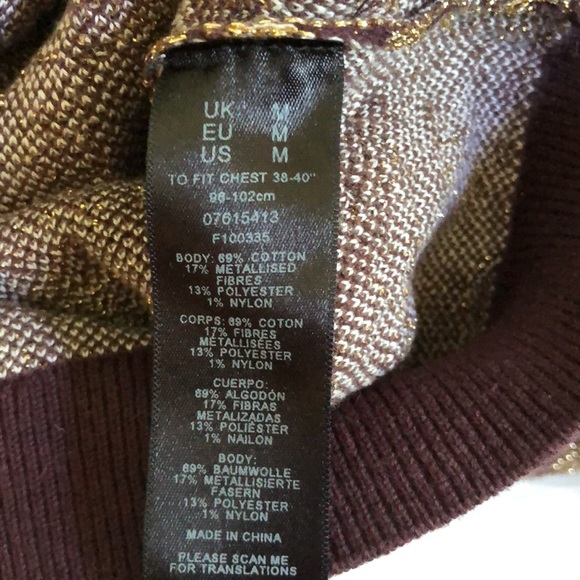 UK M
EU M
US M
TO FIT CHEST 38-40"
96-102cm
07615413
F100335
BODY: 69% COTTON
17% METALLISED
FIBRES
13% POLYESTER
1% NYLON
CORPS: 69% COTON
17% FIBRES
MÉTALLISÉES
13% POLYESTER
1% NYLON
CUERPO:
69% ALGODÓN
17% FIBRAS
METALIZADAS
13% POLIÉSTER
1% NAILON
BODY:
69% BAUMWOLLE
17% METALLISIERTE
FASERN
13% POLYESTER
1% NYLON
MADE IN CHINA
PLEASE SCAN ME
FOR TRANSLATIONS